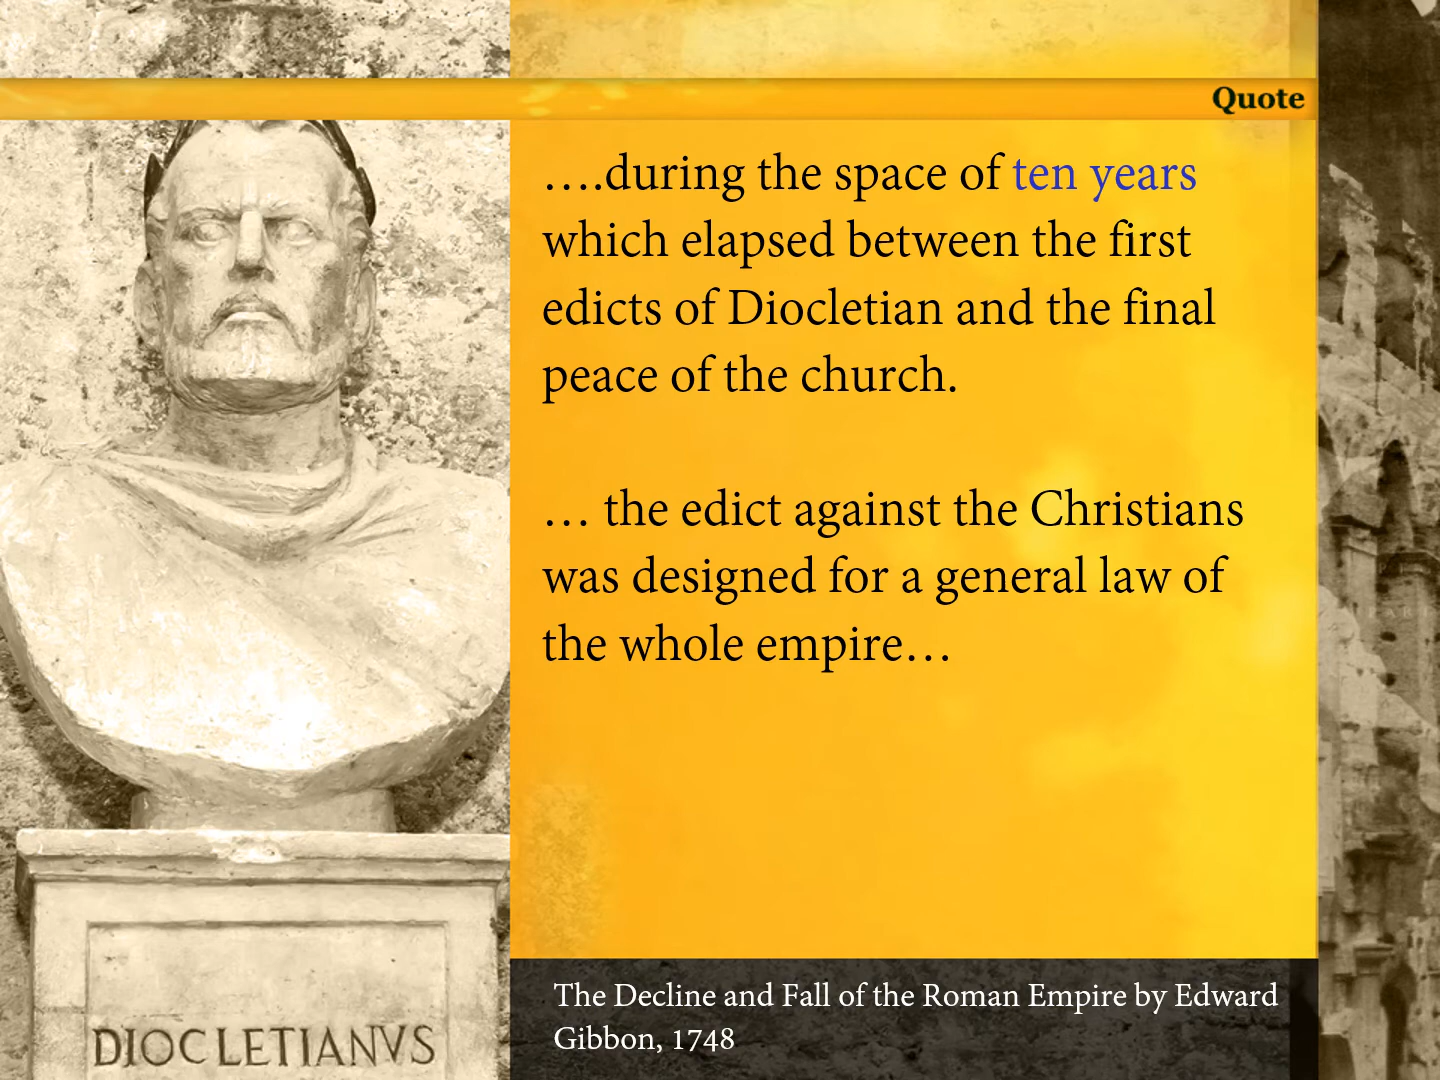 Quote
….during the space of ten years
which elapsed between the first
edicts of Diocletian and the final
peace of the church.
… the edict against the Christians
was designed for a general law of
the whole empire…
The Decline and Fall of the Roman Empire by Edward
Gibbon, 1748
DIOCLETIANVS